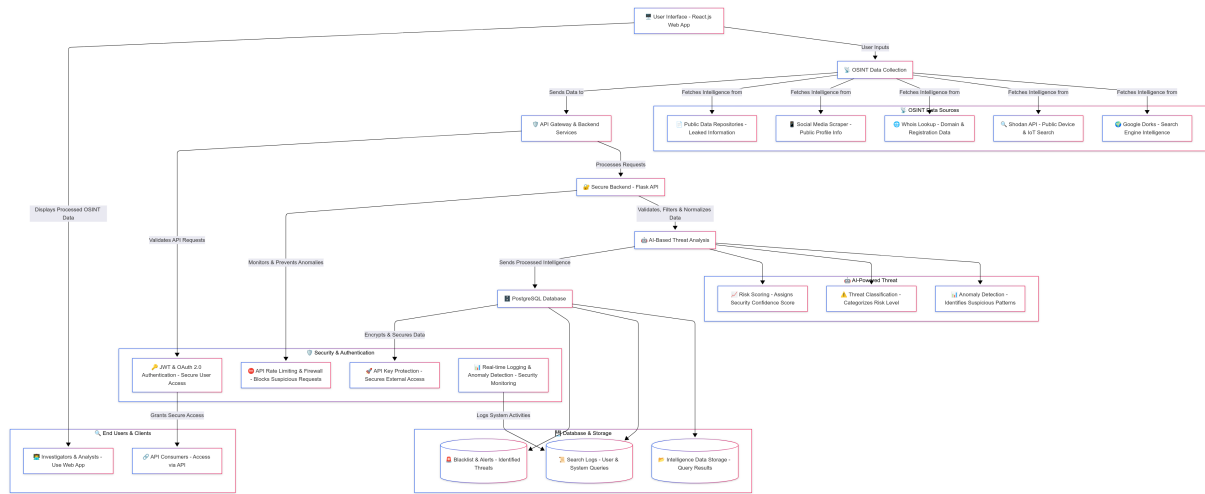 🖥️ User Interface - React.js
Web App
User Inputs
📡 OSINT Data Collection
Sends Data to
Fetches Intelligence from
Fetches Intelligence from
Fetches Intelligence from
Fetches Intelligence from
Fetches Intelligence from
📡 OSINT Data Sources
🛡️ API Gateway & Backend
Services
📄 Public Data Repositories -
Leaked Information
📱 Social Media Scraper -
Public Profile Info
🌐 Whois Lookup - Domain &
Registration Data
🔍 Shodan API - Public Device
& IoT Search
🌍 Google Dorks - Search
Engine Intelligence
Processes Requests
🔐 Secure Backend - Flask API
Displays Processed OSINT
Data
Validates, Filters & Normalizes
Data
Validates API Requests
🤖 AI-Based Threat Analysis
Monitors & Prevents Anomalies
Sends Processed Intelligence
🤖 AI-Powered Threat
📈 Risk Scoring - Assigns
Security Confidence Score
⚠️ Threat Classification -
Categorizes Risk Level
📊 Anomaly Detection -
Identifies Suspicious Patterns
🗄️ PostgreSQL Database
Encrypts & Secures Data
🛡️ Security & Authentication
🔑 JWT & OAuth 2.0
Authentication - Secure User
Access
⛔ API Rate Limiting & Firewall
- Blocks Suspicious Requests
🚀 API Key Protection -
Secures External Access
📊 Real-time Logging &
Anomaly Detection - Security
Monitoring
Grants Secure Access
Logs System Activities
🔍 End Users & Clients
💾 Database & Storage
🧑‍💻 Investigators & Analysts -
Use Web App
🔗 API Consumers - Access
via API
🚨 Blacklist & Alerts - Identified
Threats
📜 Search Logs - User &
System Queries
📂 Intelligence Data Storage -
Query Results